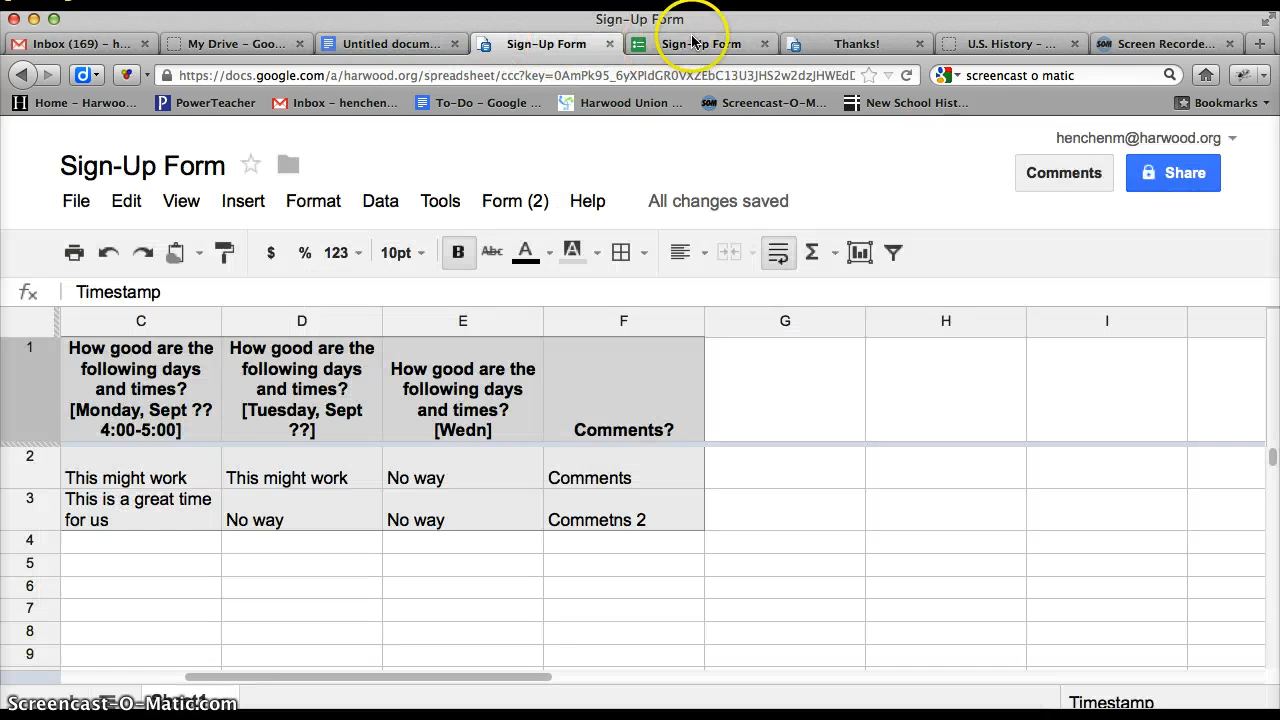 Sign-Up Form
Inbox (169) - h...
My Drive - Goo...
Untitled docum...
Sign-Up Form
Sign-Up Form
Thanks!
U.S. History - ...
SOM Screen Recorde...
https://docs.google.com/a/harwood.org/spreadsheet/ccc?key=0AmPk95_6yXPldGR0VXZEbC13U3JHS2w2dzJHWEdD
screencast o matic
Home - Harwoo...
PowerTeacher
Inbox - henchen...
To-Do - Google ...
Harwood Union ...
SOM Screencast-O-M...
New School Hist...
Bookmarks
henchenm@harwood.org
Sign-Up Form
Comments
Share
File Edit View Insert Format Data Tools Form (2) Help All changes saved
$ % 123 10pt B Abc A A Σ
fx Timestamp
C D E F G H I
1
How good are the
following days
and times?
[Monday, Sept ??
4:00-5:00]
How good are the
following days
and times?
[Tuesday, Sept
??]
How good are the
following days
and times?
[Wedn]
Comments?
2 This might work This might work No way Comments
3
This is a great time
for us
No way No way Commetns 2
4
5
6
7
8
9
Timestamp
Screencast-O-Matic.com